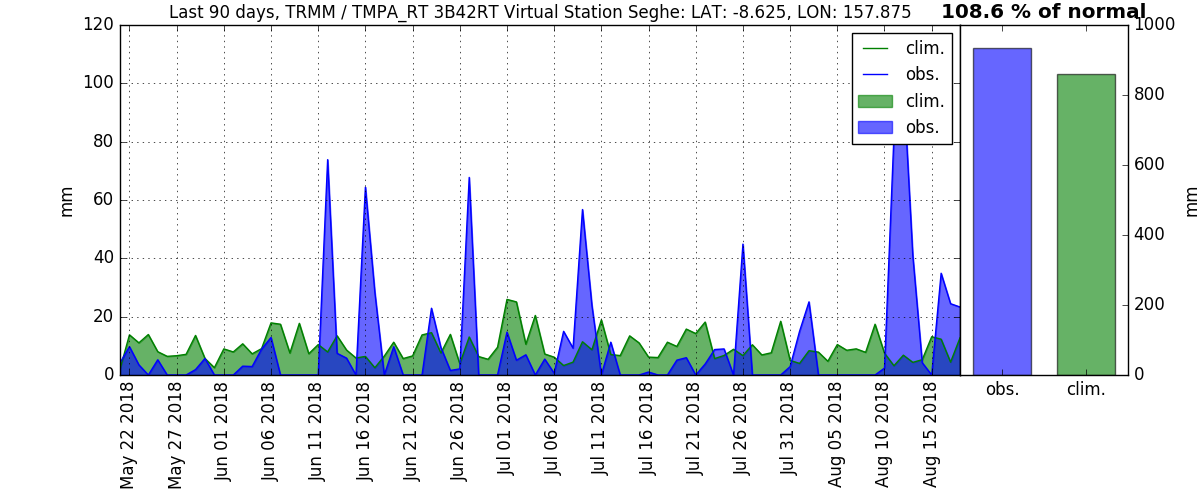 Last 90 days, TRMM / TMPA_RT 3B42RT Virtual Station Seghe: LAT: -8.625, LON: 157.875
108.6 % of normal
120
100
80
60
40
20
0
mm
clim.
obs.
clim.
obs.
1000
800
600
400
200
0
mm
obs.
clim.
May 22 2018
May 27 2018
Jun 01 2018
Jun 06 2018
Jun 11 2018
Jun 16 2018
Jun 21 2018
Jun 26 2018
Jul 01 2018
Jul 06 2018
Jul 11 2018
Jul 16 2018
Jul 21 2018
Jul 26 2018
Jul 31 2018
Aug 05 2018
Aug 10 2018
Aug 15 2018